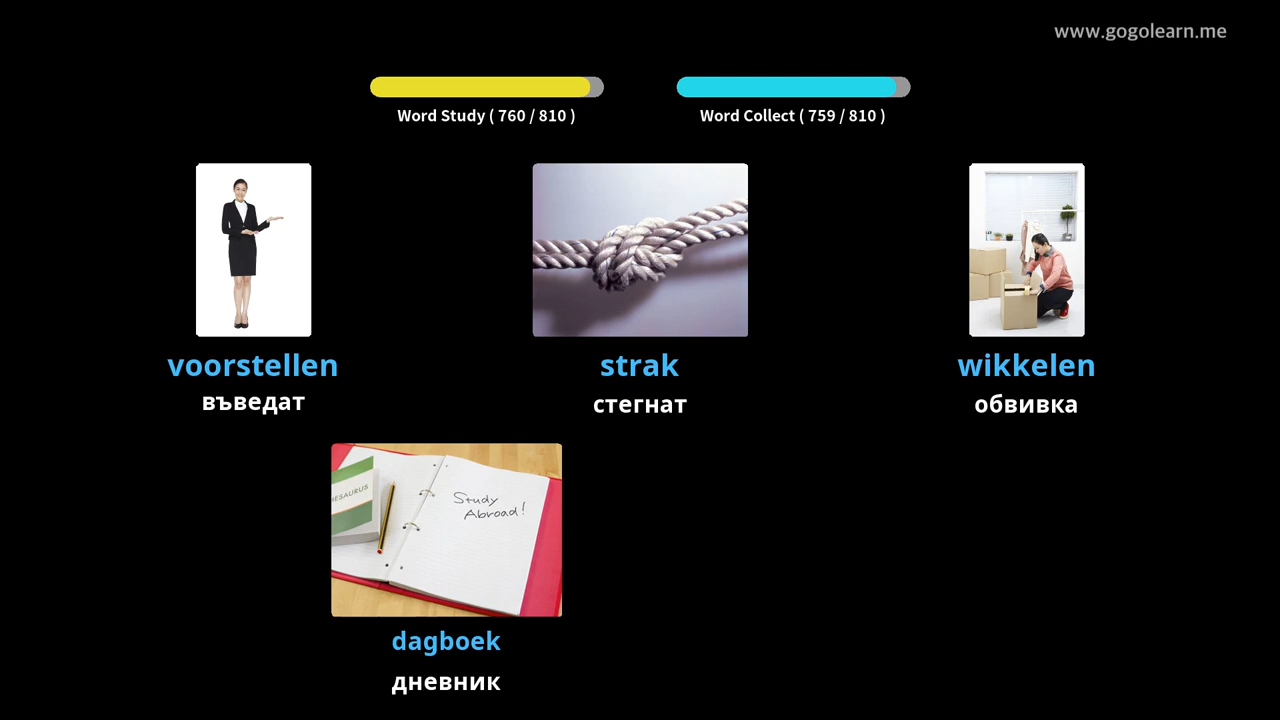 www.gogolearn.me
Word Study ( 760 / 810 )
Word Collect ( 759 / 810 )
voorstellen
въведат
strak
стегнат
wikkelen
обвивка
HESAURUS
Study
Abroad!
dagboek
дневник